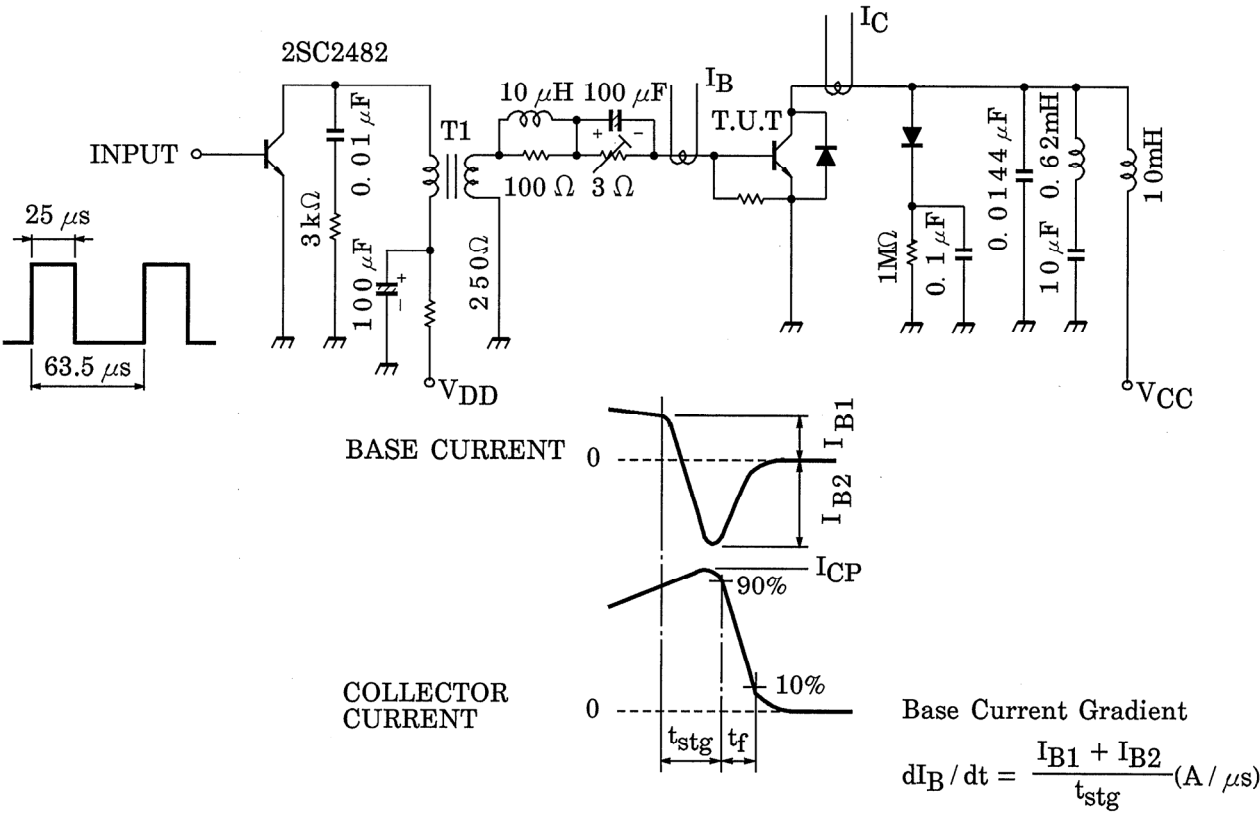 2SC2482
INPUT
0.01 μF
3kΩ
T1
100 μF
250Ω
VDD
10 μH
100 μF
+
−
100 Ω
3 Ω
IB
T.U.T
IC
1MΩ
0.1 μF
0.0144 μF
0.62mH
10 μF
10mH
VCC
+
−
25 μs
63.5 μs
BASE CURRENT
0
IB1
IB2
ICP
90%
10%
COLLECTOR
CURRENT
0
tstg
tf
Base Current Gradient
dIB / dt = IB1 + IB2 / tstg (A / μs)